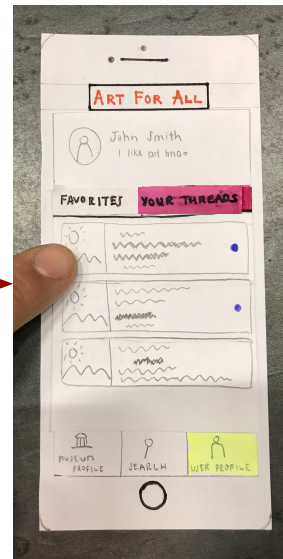 ART FOR ALL
John Smith
I like art lmao
FAVORITES YOUR THREADS
MUSEUM PROFILE
SEARCH
USER PROFILE